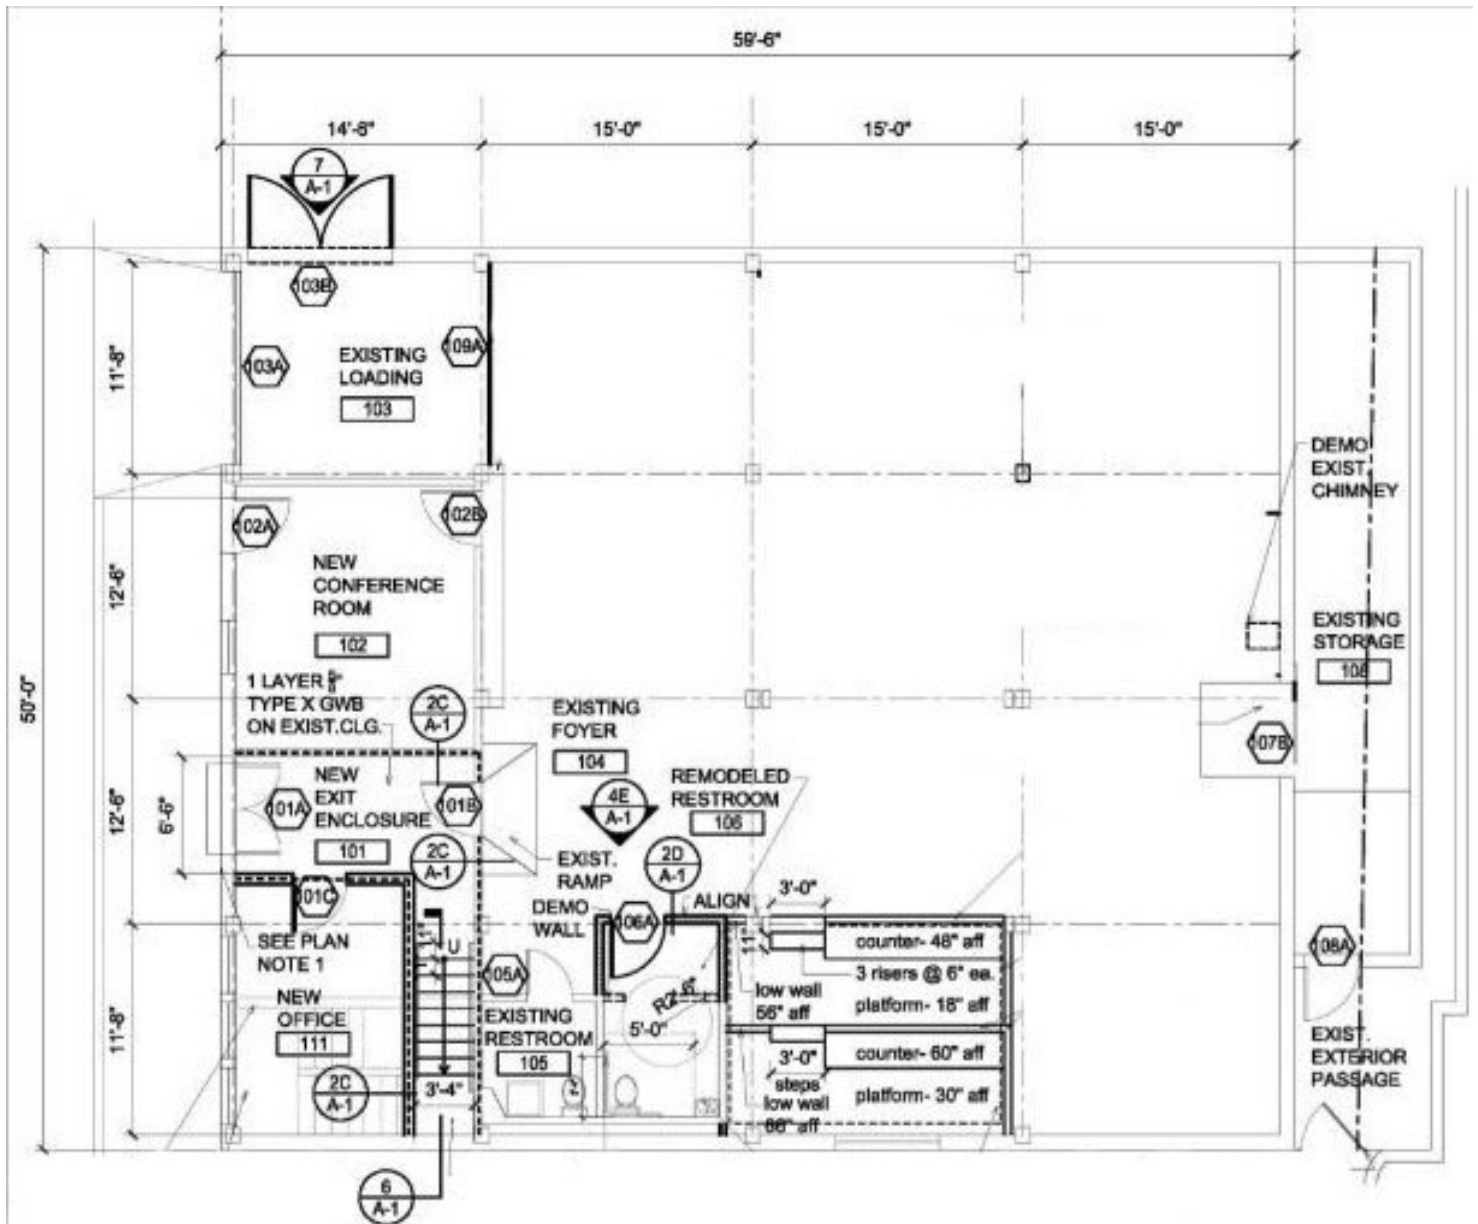 59'-6"
14'-6"
15'-0"
15'-0"
15'-0"
7
A-1
103B
103A
EXISTING
LOADING
103
109A
11'-8"
DEMO
EXIST.
CHIMNEY
102A
102B
NEW
CONFERENCE
ROOM
102
12'-6"
EXISTING
STORAGE
50'-0"
1 LAYER
TYPE X GWB
ON EXIST.CLG.
2C
A-1
EXISTING
FOYER
104
107B
NEW
EXIT
ENCLOSURE
101
101A
101B
6'-6"
12'-6"
4E
A-1
REMODELED
RESTROOM
106
2C
A-1
EXIST.
RAMP
2D
A-1
101C
DEMO
WALL
106A
ALIGN
3'-0"
SEE PLAN
NOTE 1
11"
U
105A
11"
counter- 48" aff
3 risers @ 6" ea.
108A
low wall
56" aff
platform- 18" aff
NEW
OFFICE
111
11'-8"
EXISTING
RESTROOM
105
R2'-6"
5'-0"
3'-0"
steps
counter- 60" aff
EXIST.
EXTERIOR
PASSAGE
2C
A-1
3'-4"
low wall
platform- 30" aff
6
A-1